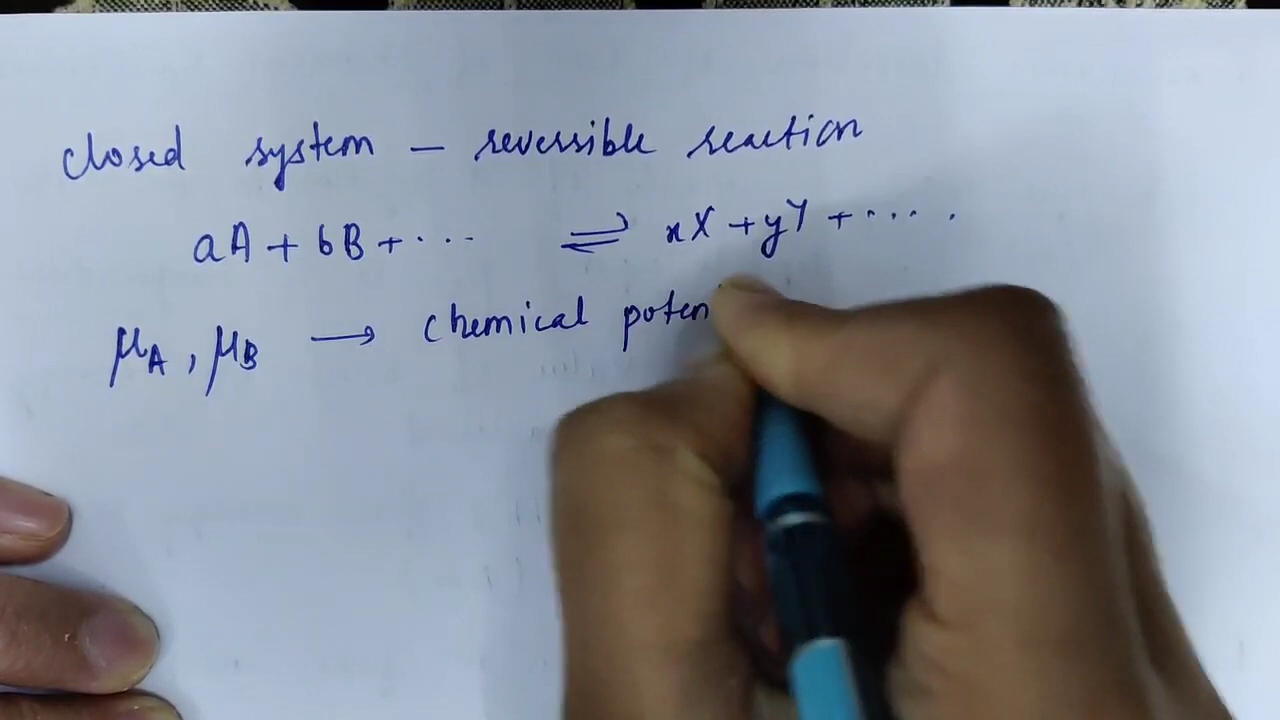 closed system – reversible reaction
aA + bB + ... ⇌ xX + yY + .....
μA, μB → chemical poten